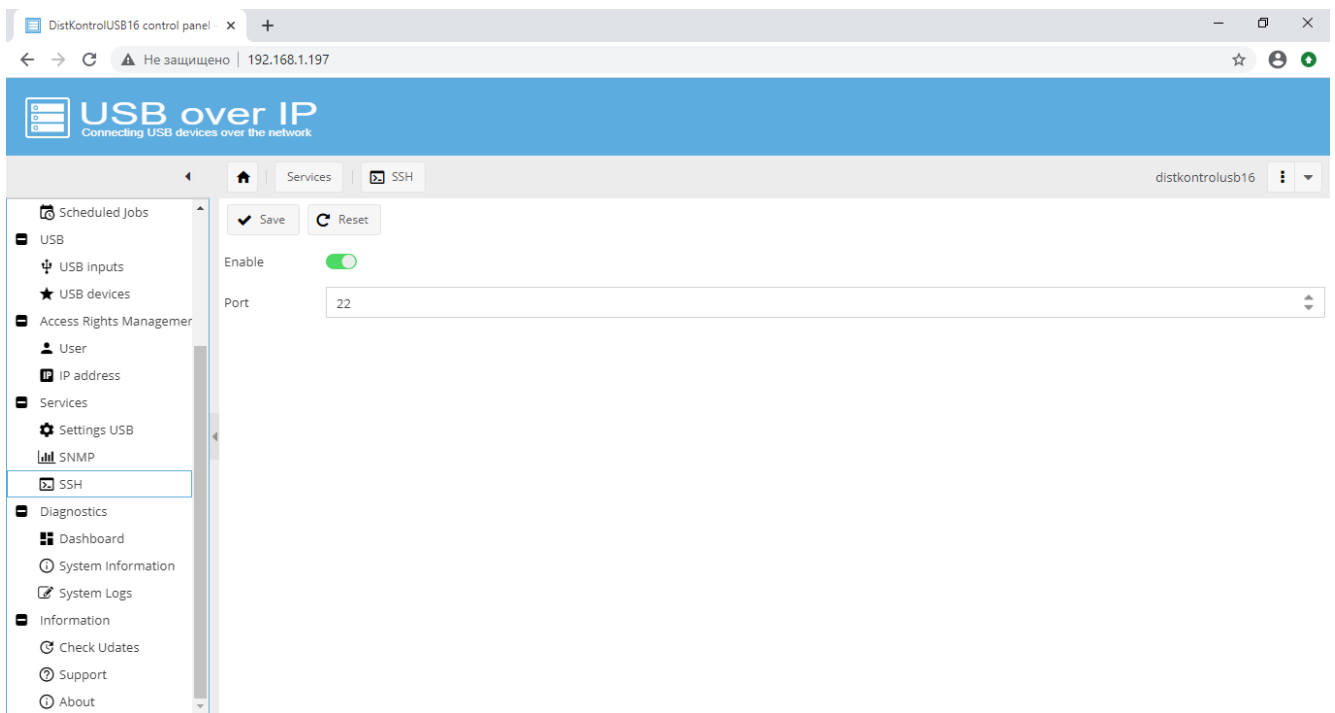 DistKontrolUSB16 control panel -
Не защищено | 192.168.1.197
USB over IP
Connecting USB devices over the network
Services
SSH
distkontrolusb16
Scheduled Jobs
USB
USB inputs
USB devices
Access Rights Managemer
User
IP address
Services
Settings USB
SNMP
SSH
Diagnostics
Dashboard
System Information
System Logs
Information
Check Udates
Support
About
Save
Reset
Enable
Port
22